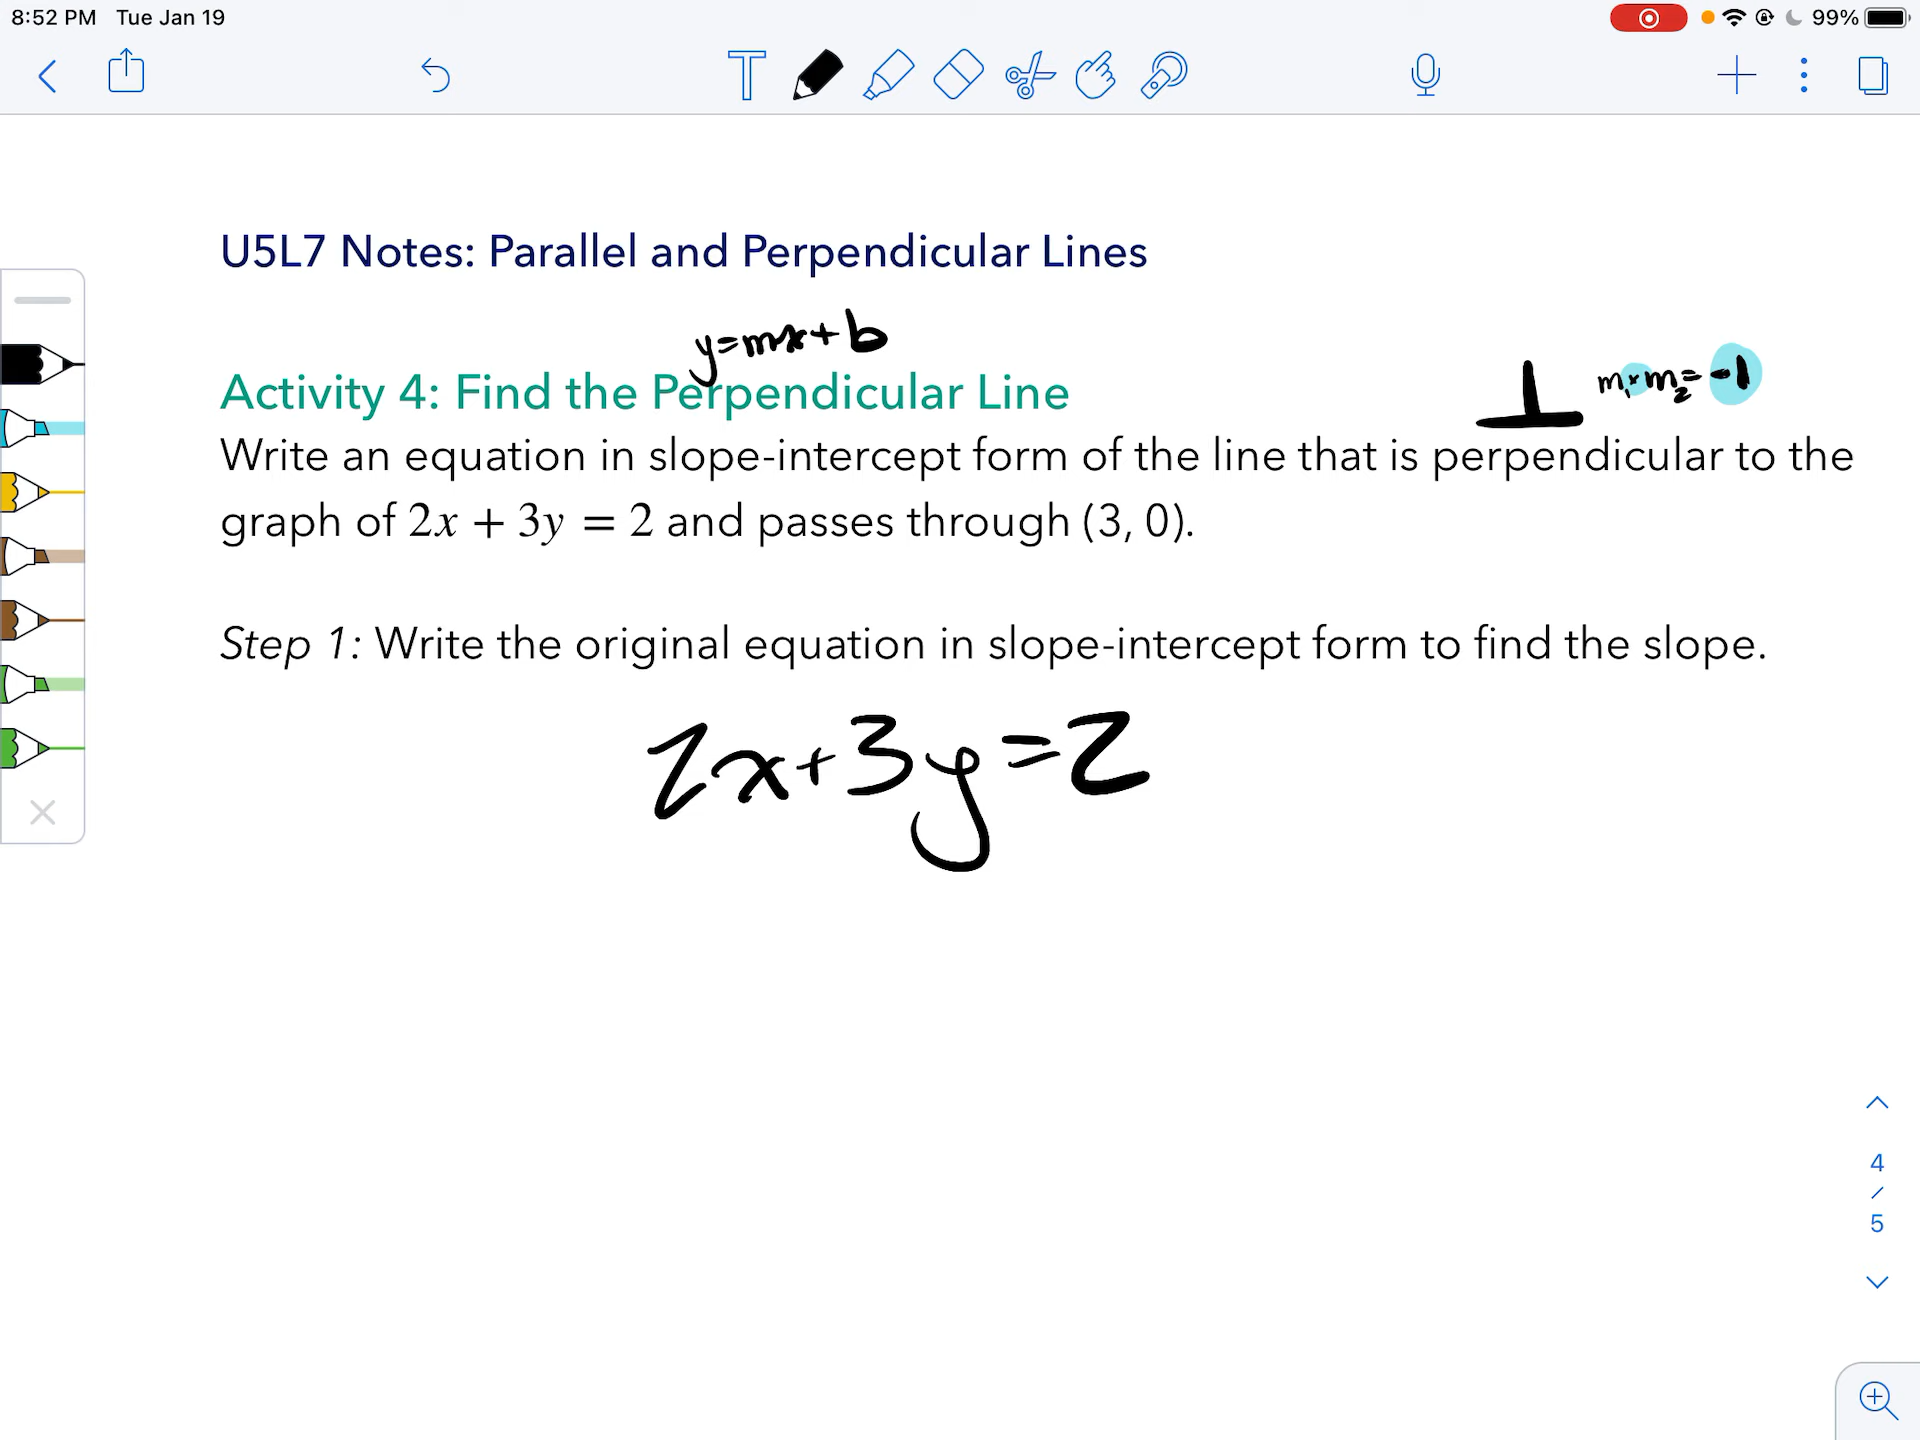 8:52 PM Tue Jan 19
99%
T
U5L7 Notes: Parallel and Perpendicular Lines
y=mx+b
Activity 4: Find the Perpendicular Line
⊥ m₁×m₂=-1
Write an equation in slope-intercept form of the line that is perpendicular to the
graph of 2x + 3y = 2 and passes through (3, 0).
Step 1: Write the original equation in slope-intercept form to find the slope.
2x+3y=2
4
/
5